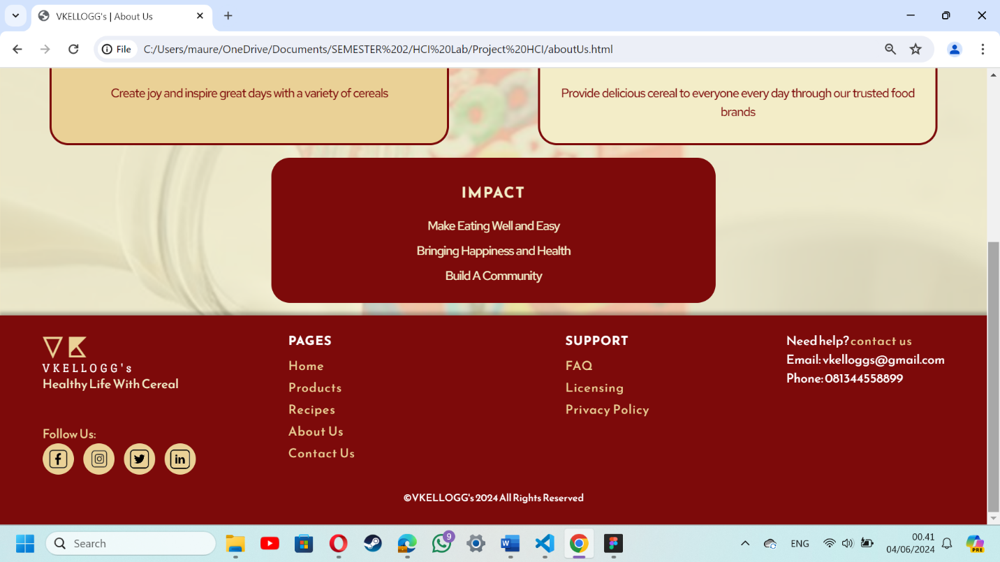 VKELLOGG's | About Us
File
C:/Users/maure/OneDrive/Documents/SEMESTER%202/HCI%20Lab/Project%20HCI/aboutUs.html
Create joy and inspire great days with a variety of cereals
Provide delicious cereal to everyone every day through our trusted food
brands
IMPACT
Make Eating Well and Easy
Bringing Happiness and Health
Build A Community
VK
VKELLOGG's
Healthy Life With Cereal
Follow Us:
PAGES
Home
Products
Recipes
About Us
Contact Us
SUPPORT
FAQ
Licensing
Privacy Policy
Need help? contact us
Email: vkelloggs@gmail.com
Phone: 081344558899
©VKELLOGG's 2024 All Rights Reserved
Search
9
ENG
00.41
04/06/2024
PRE